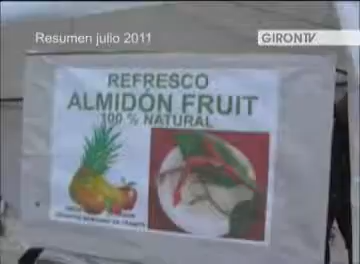 Resumen julio 2011
GIRONTV
REFRESCO
ALMIDÓN FRUIT
100 % NATURAL